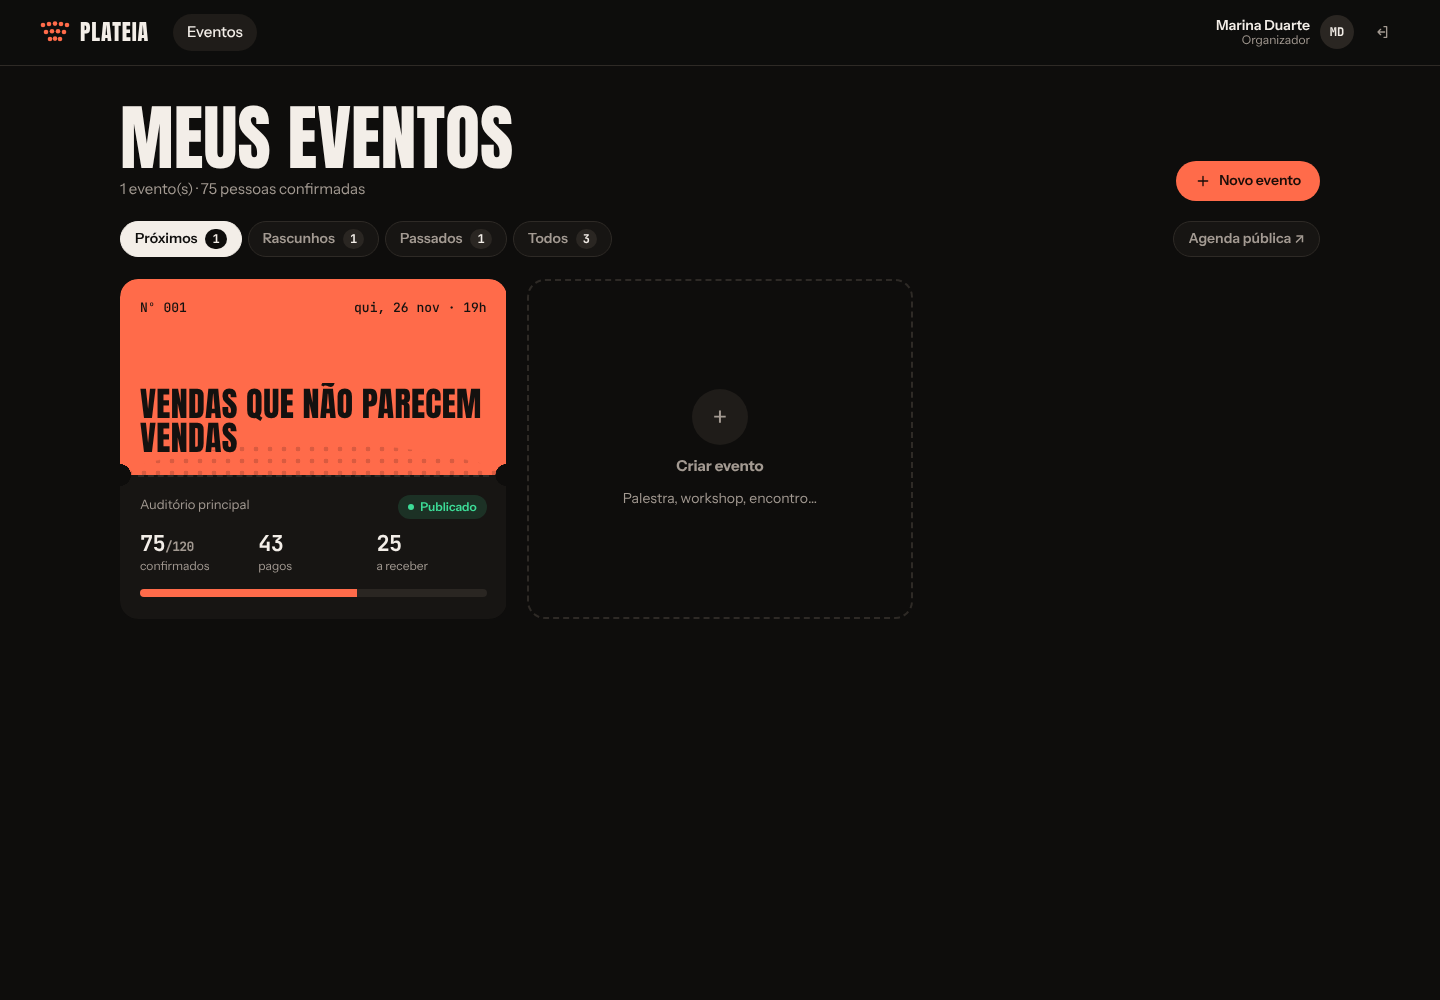 PLATEIA
Eventos
Marina Duarte
Organizador
MD
MEUS EVENTOS
1 evento(s) · 75 pessoas confirmadas
+ Novo evento
Próximos 1
Rascunhos 1
Passados 1
Todos 3
Agenda pública ↗
N° 001
qui, 26 nov · 19h
VENDAS QUE NÃO PARECEM
VENDAS
Auditório principal
Publicado
75/120
confirmados
43
pagos
25
a receber
+
Criar evento
Palestra, workshop, encontro…